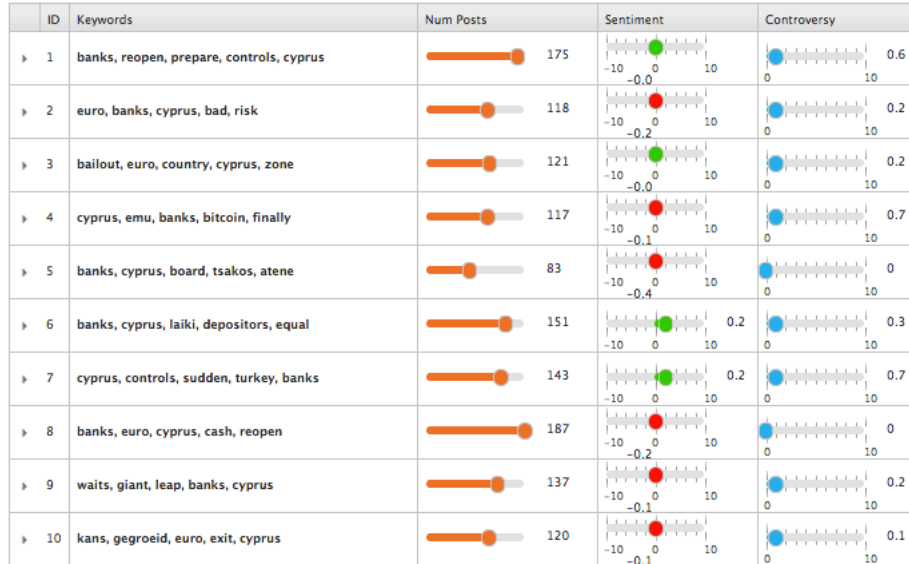 ID Keywords Num Posts Sentiment Controversy
1 banks, reopen, prepare, controls, cyprus 175 -10 0 10 -0.0 0 10 0.6
2 euro, banks, cyprus, bad, risk 118 -10 0 10 -0.2 0 10 0.2
3 bailout, euro, country, cyprus, zone 121 -10 0 10 -0.0 0 10 0.2
4 cyprus, emu, banks, bitcoin, finally 117 -10 0 10 -0.1 0 10 0.7
5 banks, cyprus, board, tsakos, atene 83 -10 0 10 -0.4 0 10 0
6 banks, cyprus, laiki, depositors, equal 151 -10 0 10 0.2 0 10 0.3
7 cyprus, controls, sudden, turkey, banks 143 -10 0 10 0.2 0 10 0.7
8 banks, euro, cyprus, cash, reopen 187 -10 0 10 -0.2 0 10 0
9 waits, giant, leap, banks, cyprus 137 -10 0 10 -0.1 0 10 0.2
10 kans, gegroeid, euro, exit, cyprus 120 -10 0 10 -0.1 0 10 0.1